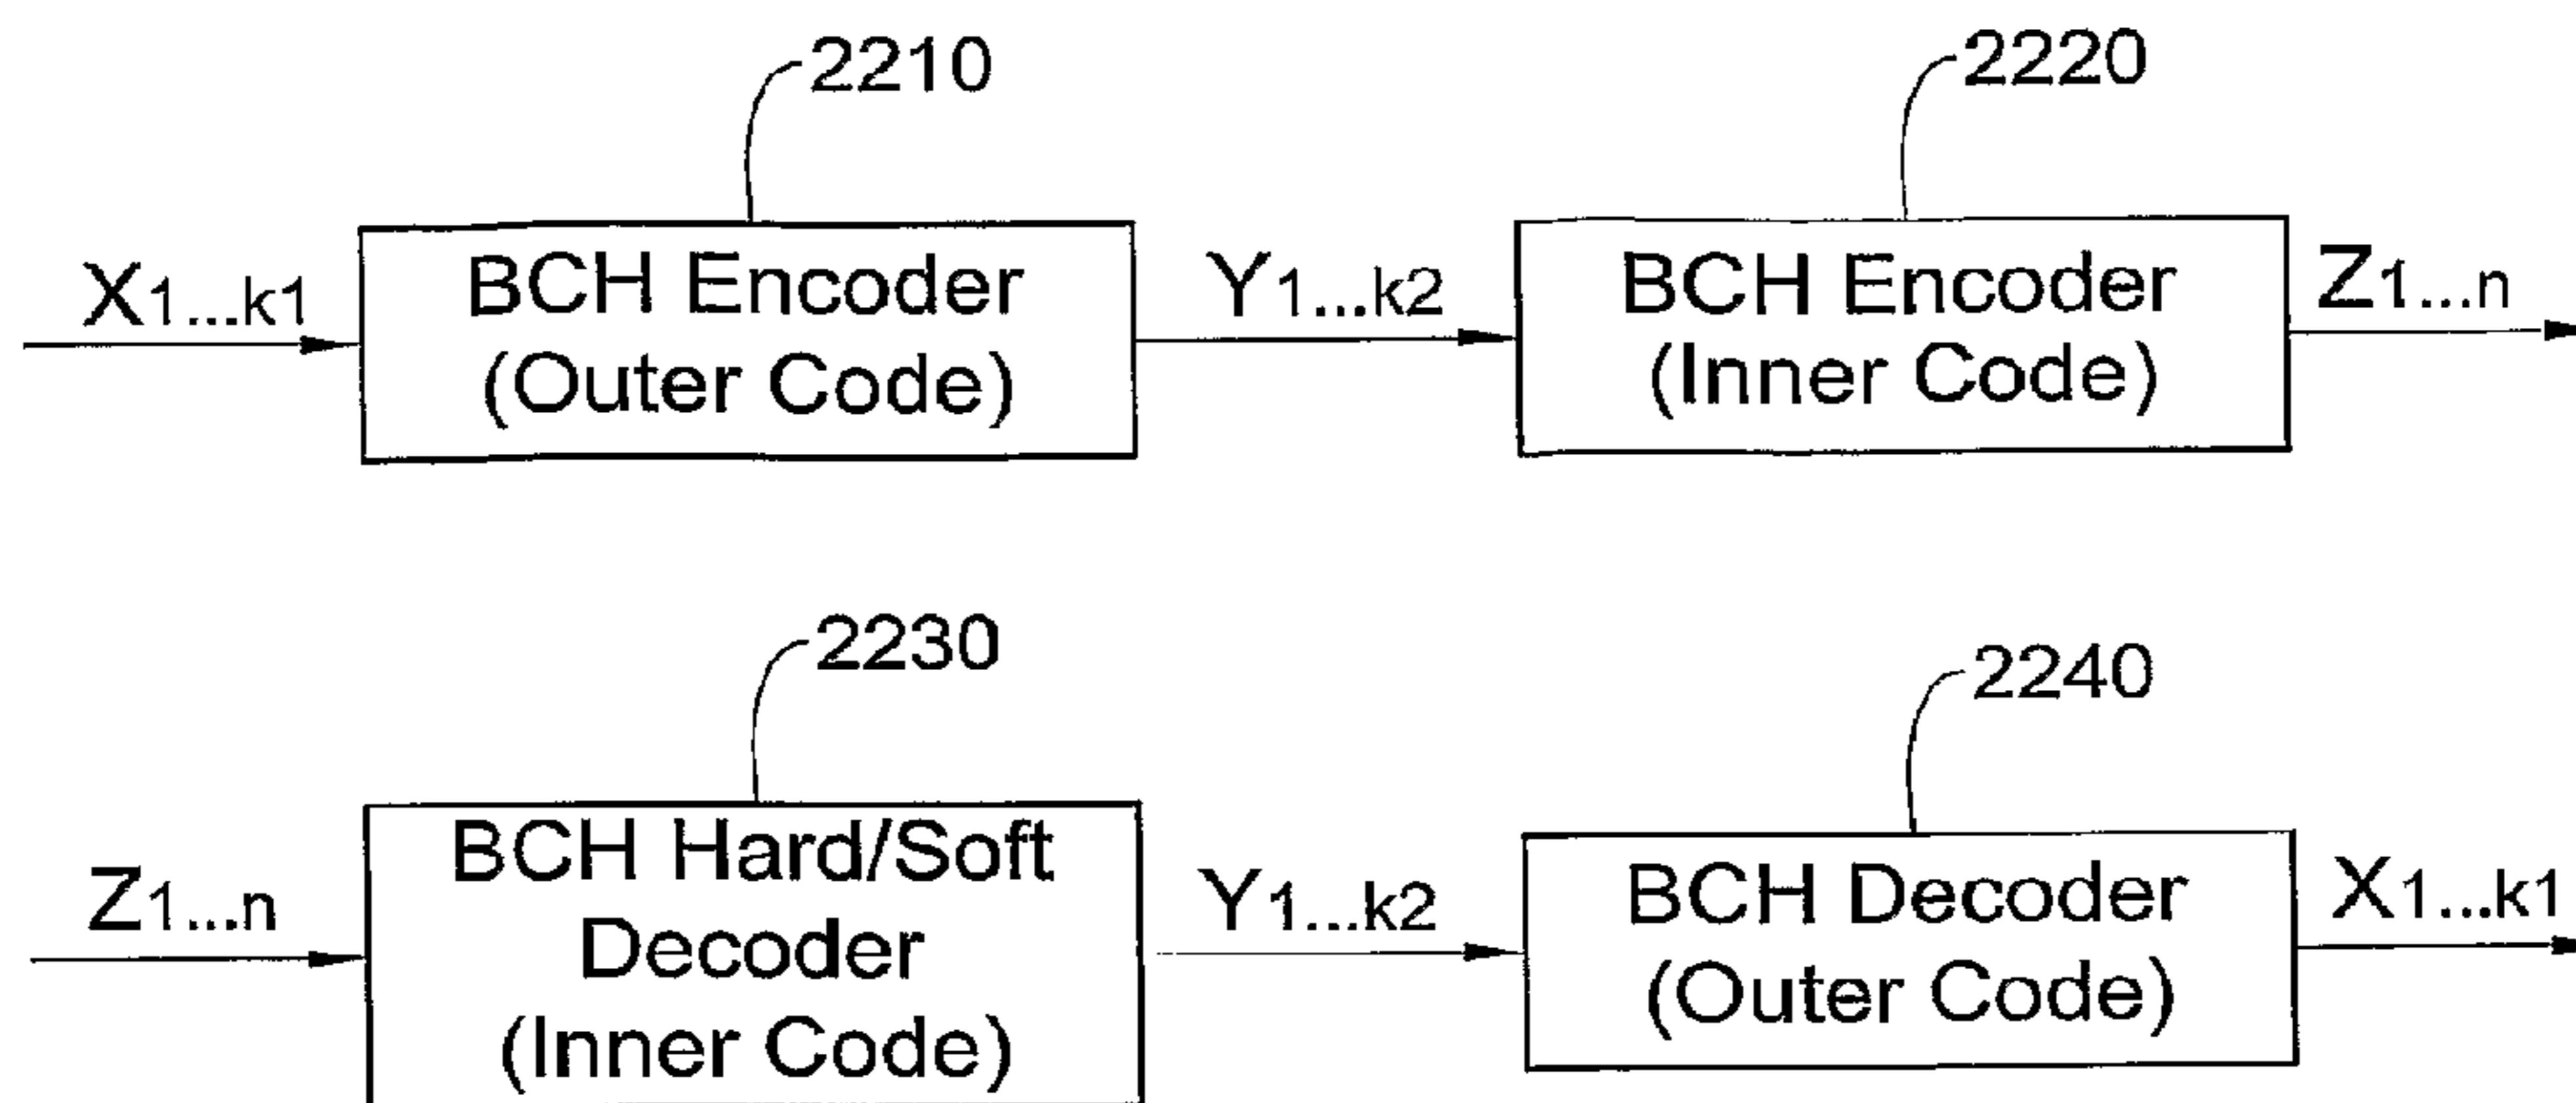 2210
2220
X1...k1
BCH Encoder
(Outer Code)
Y1...k2
BCH Encoder
(Inner Code)
Z1...n
2230
2240
Z1...n
BCH Hard/Soft
Decoder
(Inner Code)
Y1...k2
BCH Decoder
(Outer Code)
X1...k1